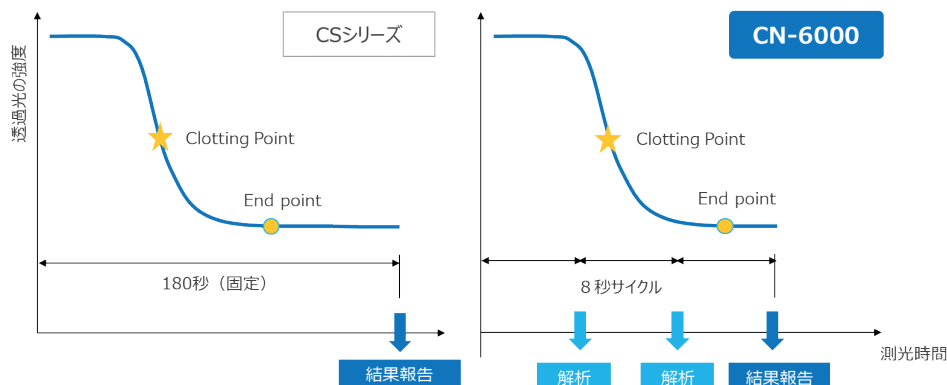 透過光の強度
CSシリーズ
Clotting Point
End point
180秒（固定）
結果報告
CN-6000
Clotting Point
End point
8秒サイクル
測光時間
解析
解析
結果報告